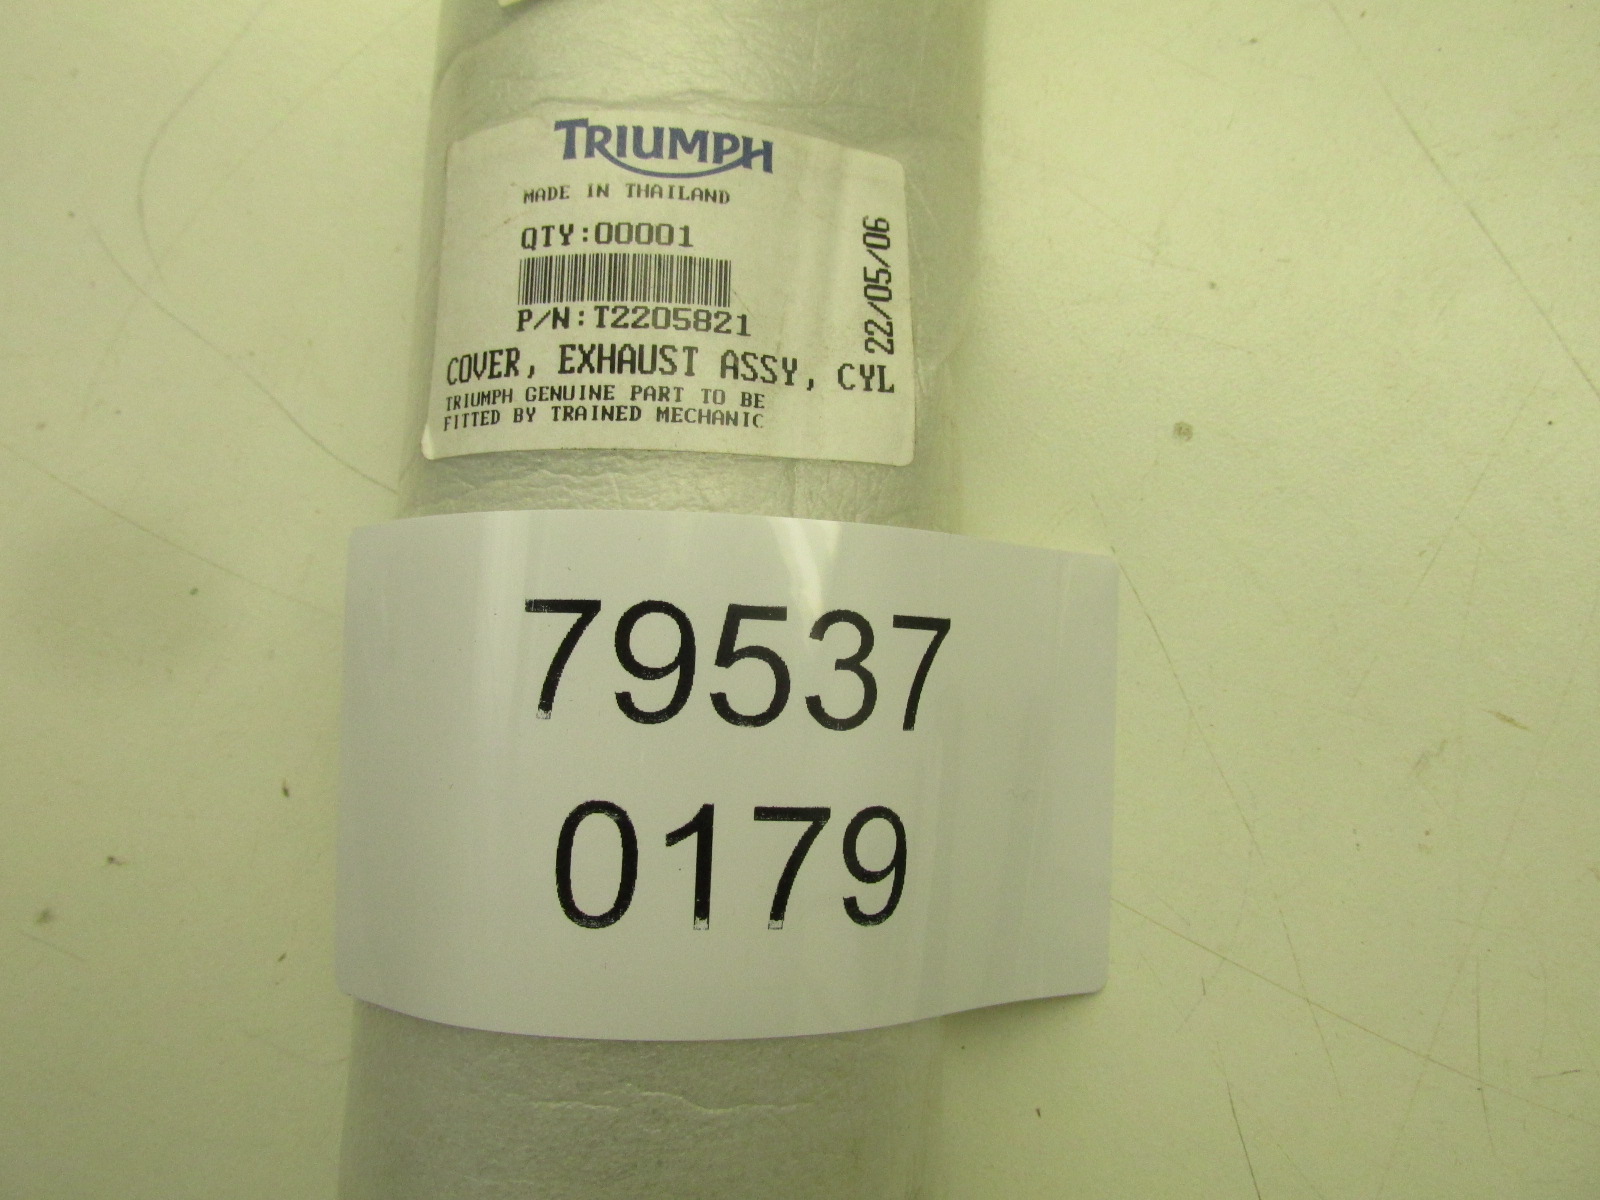 TRIUMPH
MADE IN THAILAND
QTY:00001
22/05/06
P/N:T2205821
COVER, EXHAUST ASSY, CYL
TRIUMPH GENUINE PART TO BE
FITTED BY TRAINED MECHANIC
79537
0179